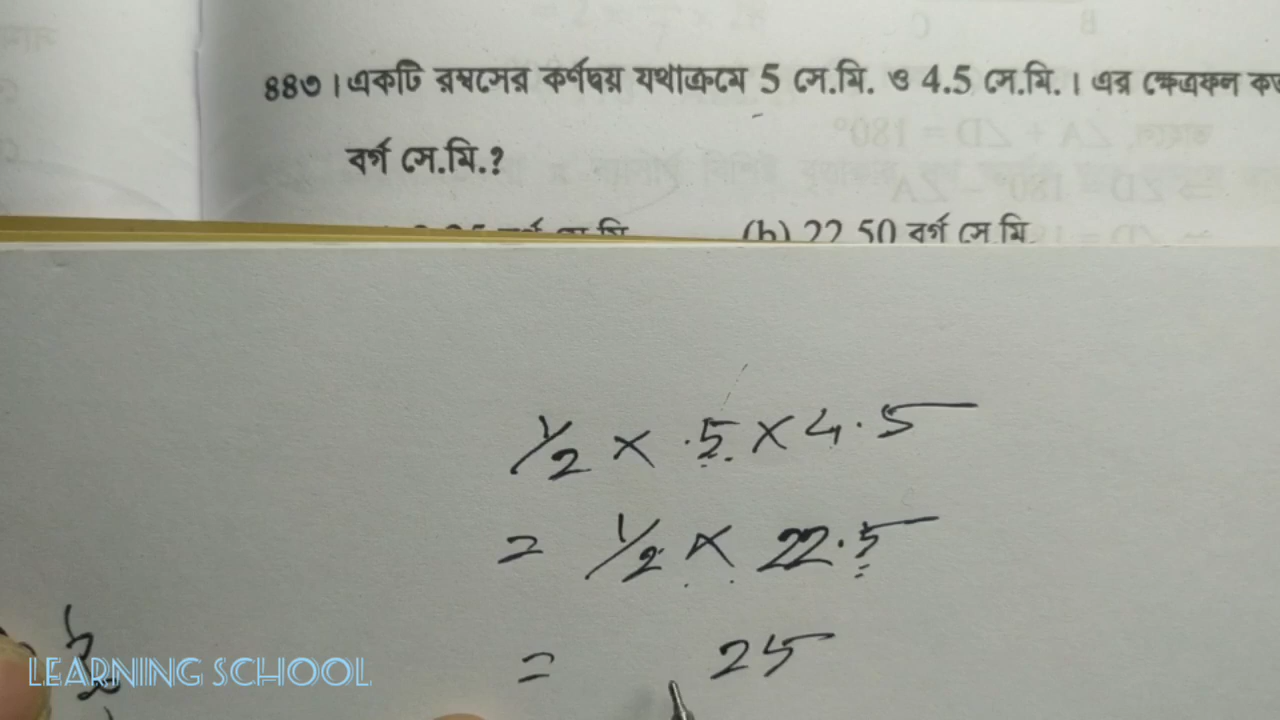 44৩। একটি রম্বসের কর্ণদ্বয় যথাক্রমে 5 সে.মি. ও 4.5 সে.মি.। এর ক্ষেত্রফল কত
বর্গ সে.মি.?
(b) 22.50 বর্গ সে.মি.
½ × 5 × 4.5
= ½ × 22.5
= 25
LEARNING SCHOOL